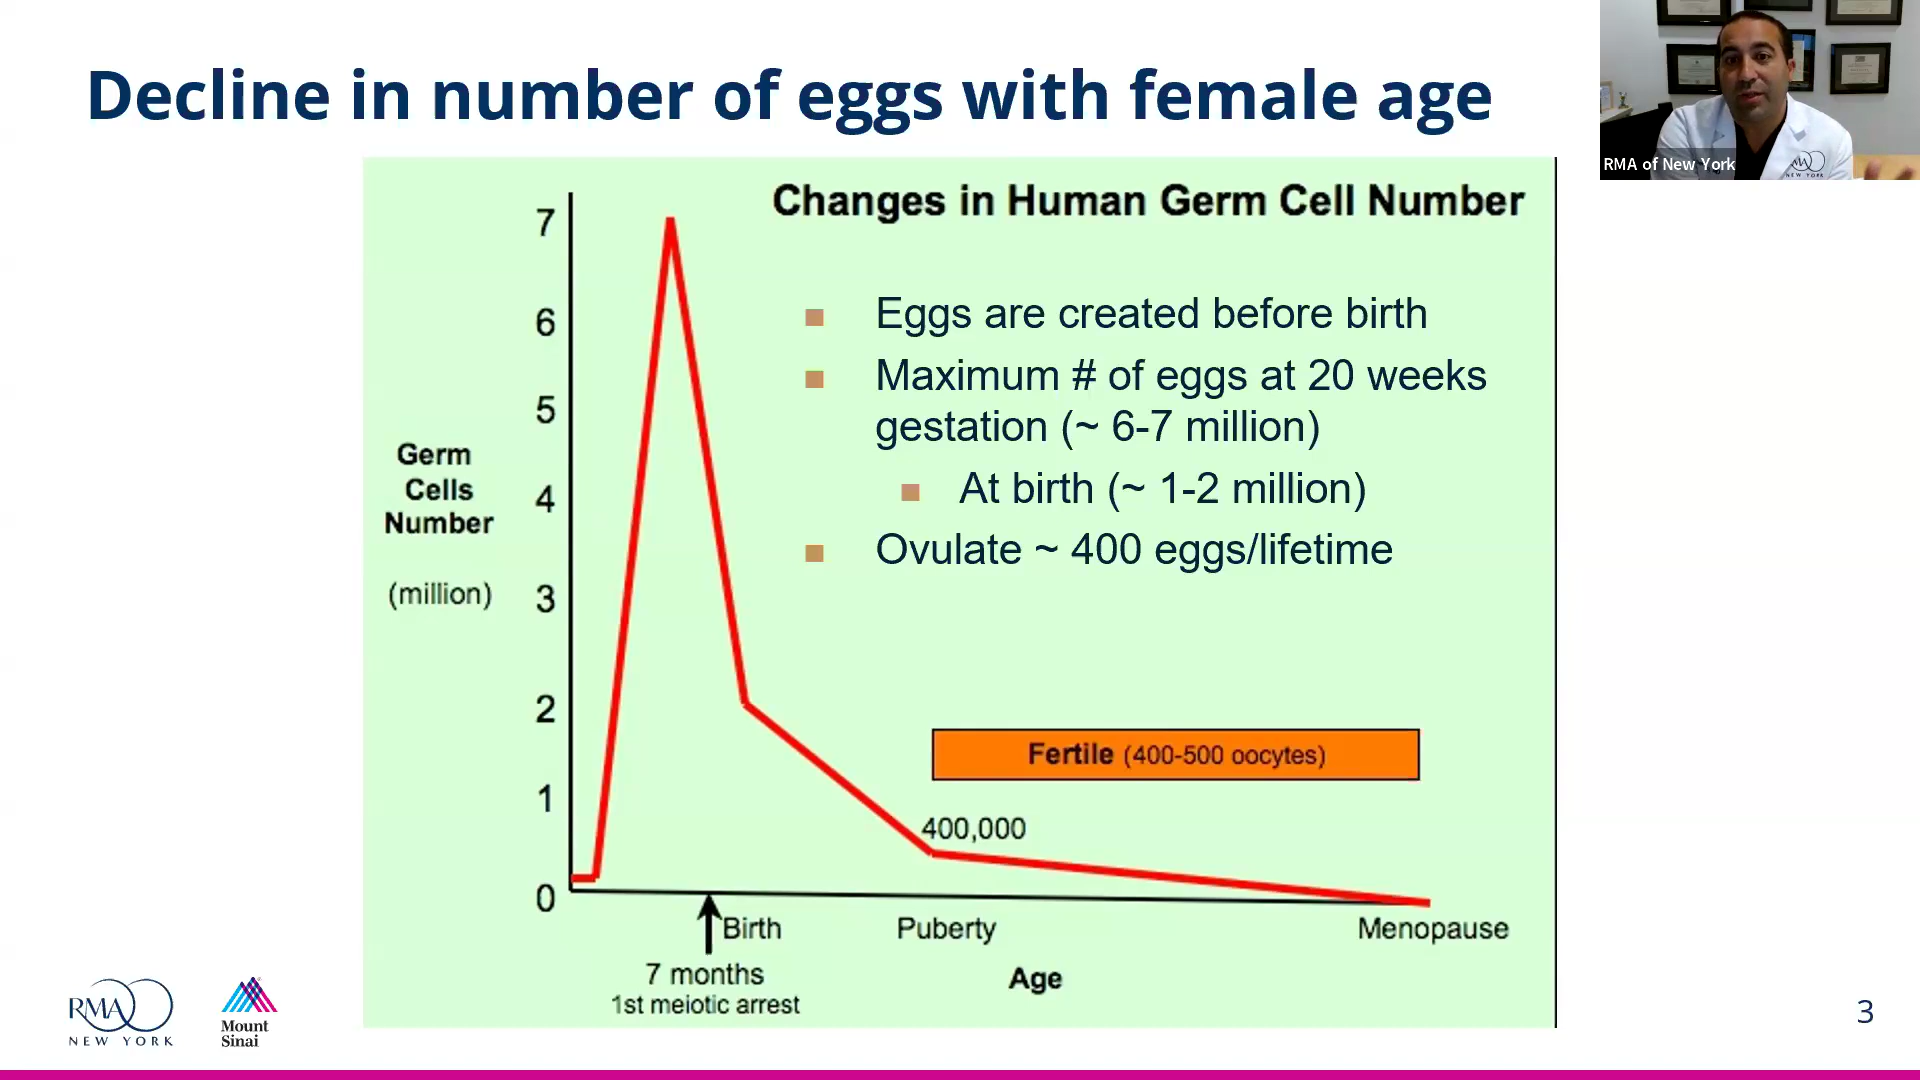 Decline in number of eggs with female age
RMA of New York
Changes in Human Germ Cell Number
Eggs are created before birth
Maximum # of eggs at 20 weeks
gestation (~ 6-7 million)
At birth (~ 1-2 million)
Ovulate ~ 400 eggs/lifetime
7
6
5
4
3
2
1
0
Germ
Cells
Number
(million)
Fertile (400-500 oocytes)
400,000
Birth
Puberty
Menopause
7 months
1st meiotic arrest
Age
RMA
NEW YORK
Mount
Sinai
3
RMA
NEW YORK